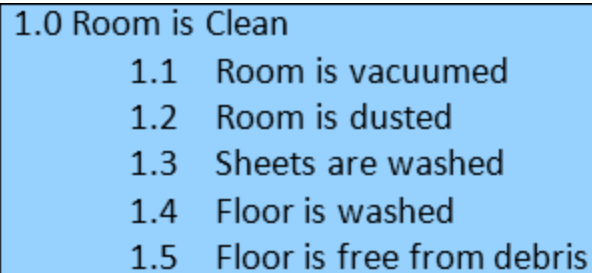 1.0 Room is Clean
1.1 Room is vacuumed
1.2 Room is dusted
1.3 Sheets are washed
1.4 Floor is washed
1.5 Floor is free from debris